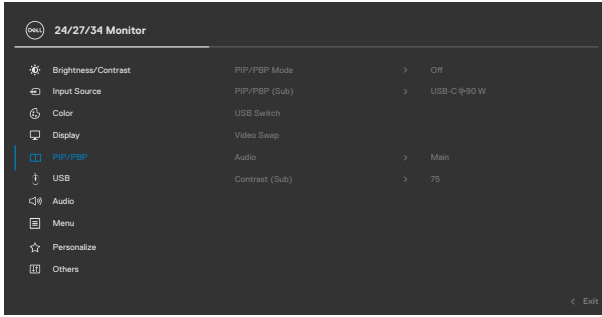 DELL 24/27/34 Monitor
Brightness/Contrast PIP/PBP Mode > Off
Input Source PIP/PBP (Sub) > USB-C 90 W
Color USB Switch
Display Video Swap
PIP/PBP Audio > Main
USB Contrast (Sub) > 75
Audio
Menu
Personalize
Others
< Exit